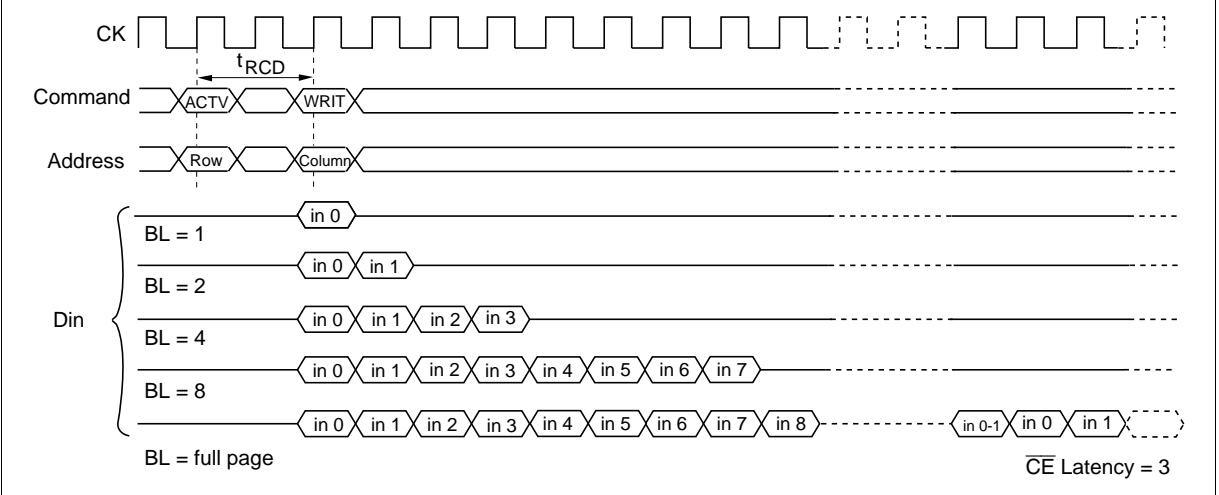 CK
tRCD
Command ACTV WRIT
Address Row Column
in 0
BL = 1
in 0 in 1
BL = 2
Din in 0 in 1 in 2 in 3
BL = 4
in 0 in 1 in 2 in 3 in 4 in 5 in 6 in 7
BL = 8
in 0 in 1 in 2 in 3 in 4 in 5 in 6 in 7 in 8 in 0-1 in 0 in 1
BL = full page
C̅E̅ Latency = 3